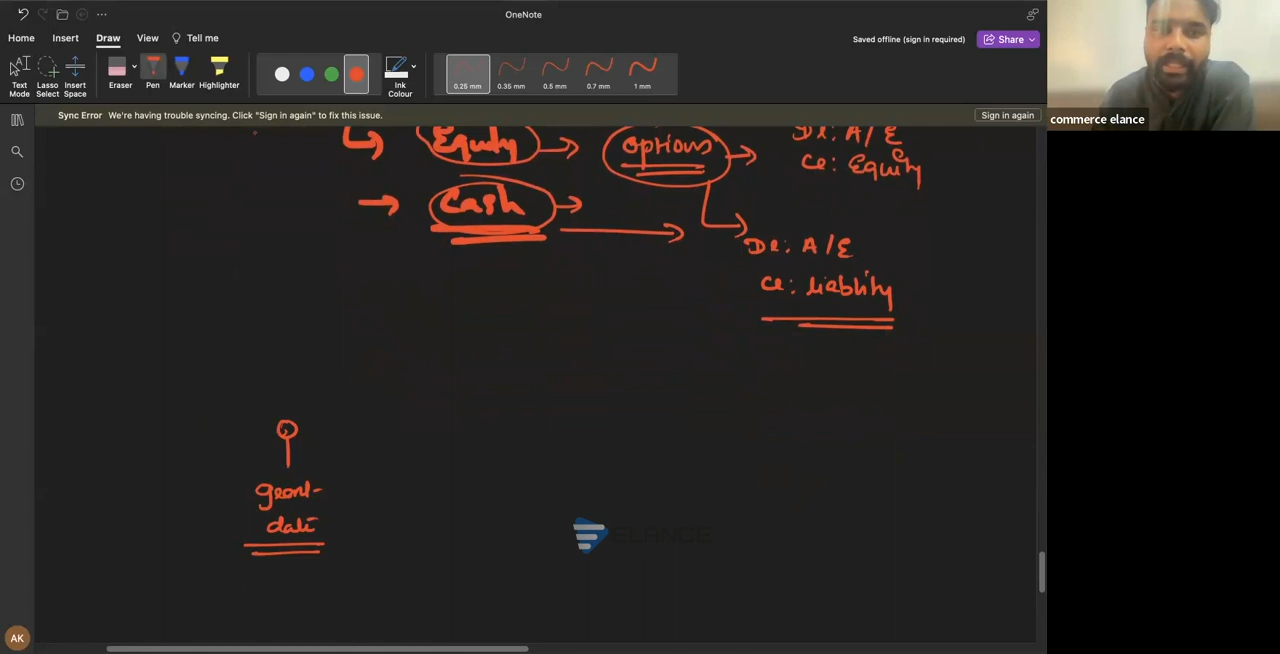 OneNote
Home Insert Draw View Tell me
Saved offline (sign in required)
Share
Text Mode
Lasso Select
Insert Space
Eraser
Pen
Marker
Highlighter
Ink Colour
0.25 mm
0.35 mm
0.5 mm
0.7 mm
1 mm
commerce elance
Sync Error We're having trouble syncing. Click "Sign in again" to fix this issue.
Sign in again
Equity options Dr: A/E
Cr: Equity
Cash
Dr: A/E
Cr: liablity
grant-
date
ELANCE
AK